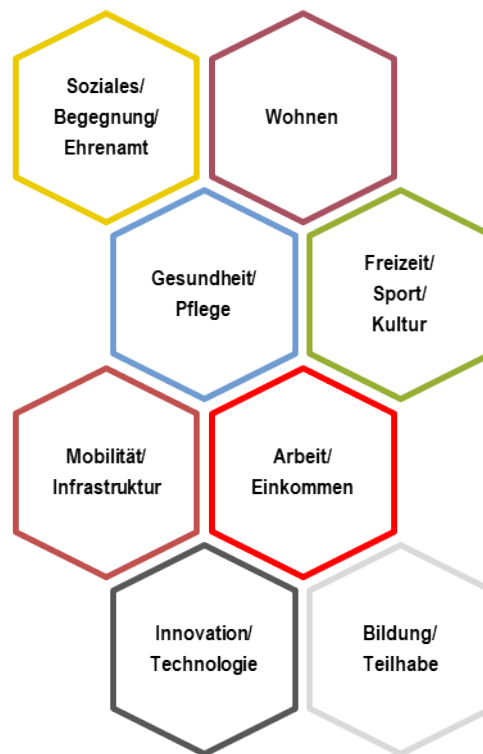 Soziales/
Begegnung/
Ehrenamt
Wohnen
Gesundheit/
Pflege
Freizeit/
Sport/
Kultur
Mobilität/
Infrastruktur
Arbeit/
Einkommen
Innovation/
Technologie
Bildung/
Teilhabe